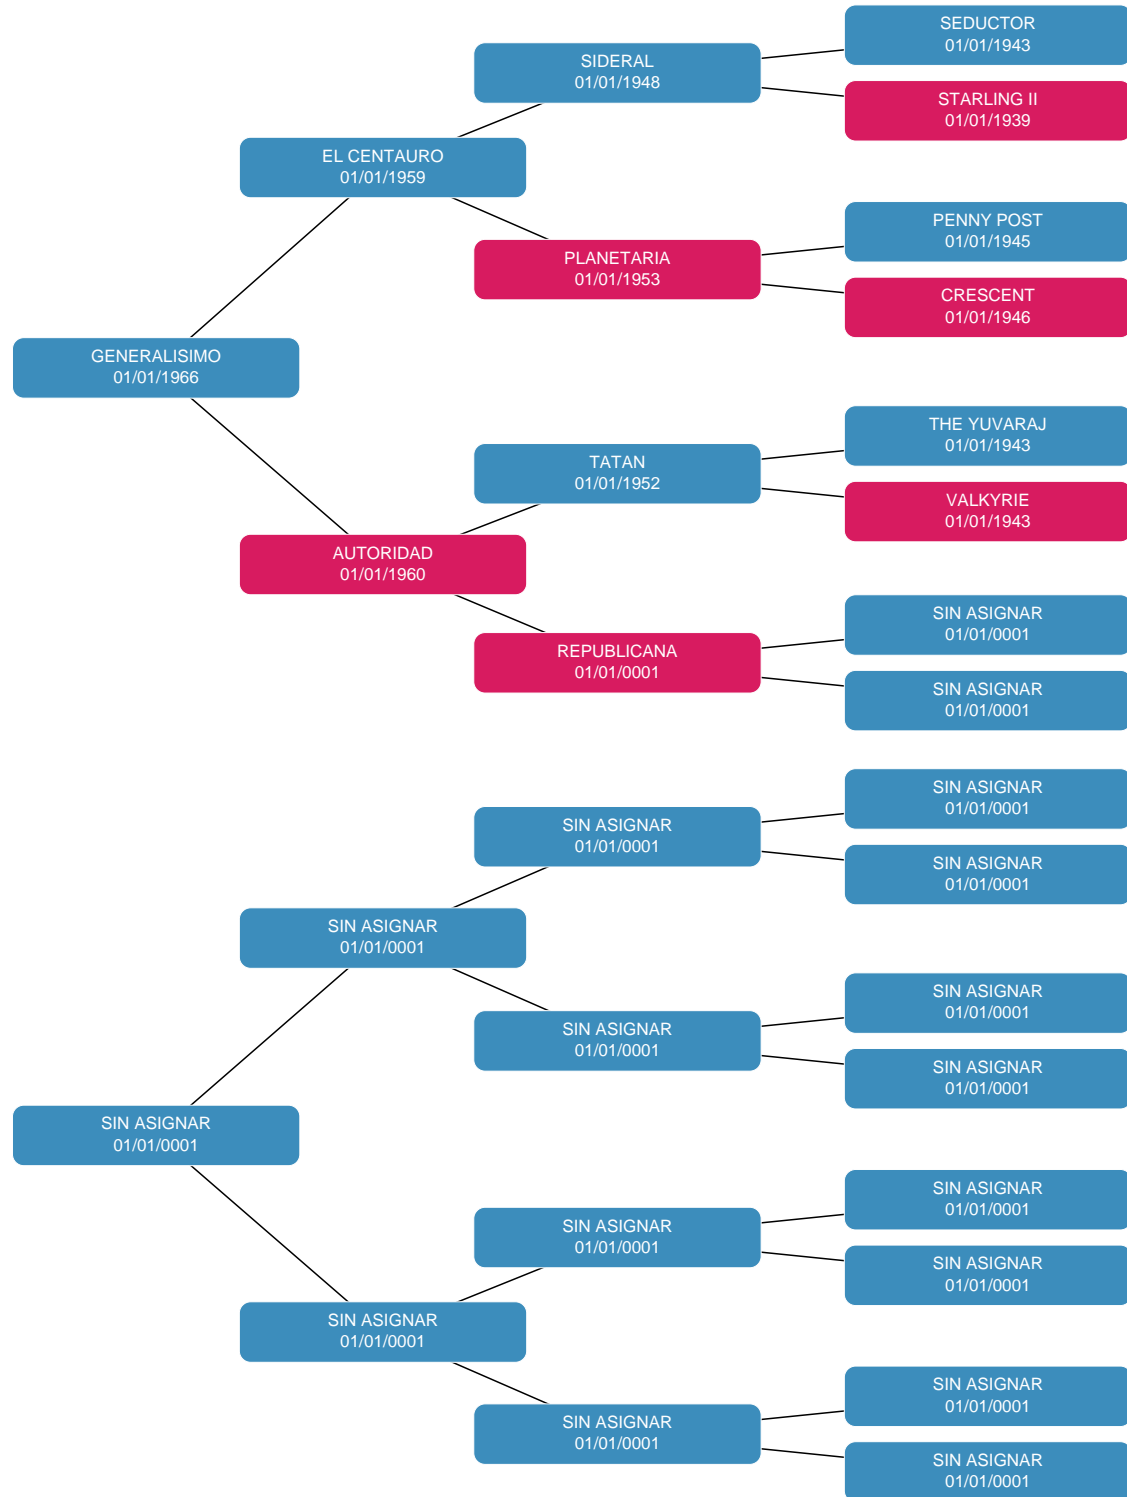 SEDUCTOR
01/01/1943
SIDERAL
01/01/1948
STARLING II
01/01/1939
EL CENTAURO
01/01/1959
PENNY POST
01/01/1945
PLANETARIA
01/01/1953
CRESCENT
01/01/1946
GENERALISIMO
01/01/1966
THE YUVARAJ
01/01/1943
TATAN
01/01/1952
VALKYRIE
01/01/1943
AUTORIDAD
01/01/1960
SIN ASIGNAR
01/01/0001
REPUBLICANA
01/01/0001
SIN ASIGNAR
01/01/0001
SIN ASIGNAR
01/01/0001
SIN ASIGNAR
01/01/0001
SIN ASIGNAR
01/01/0001
SIN ASIGNAR
01/01/0001
SIN ASIGNAR
01/01/0001
SIN ASIGNAR
01/01/0001
SIN ASIGNAR
01/01/0001
SIN ASIGNAR
01/01/0001
SIN ASIGNAR
01/01/0001
SIN ASIGNAR
01/01/0001
SIN ASIGNAR
01/01/0001
SIN ASIGNAR
01/01/0001
SIN ASIGNAR
01/01/0001
SIN ASIGNAR
01/01/0001
SIN ASIGNAR
01/01/0001